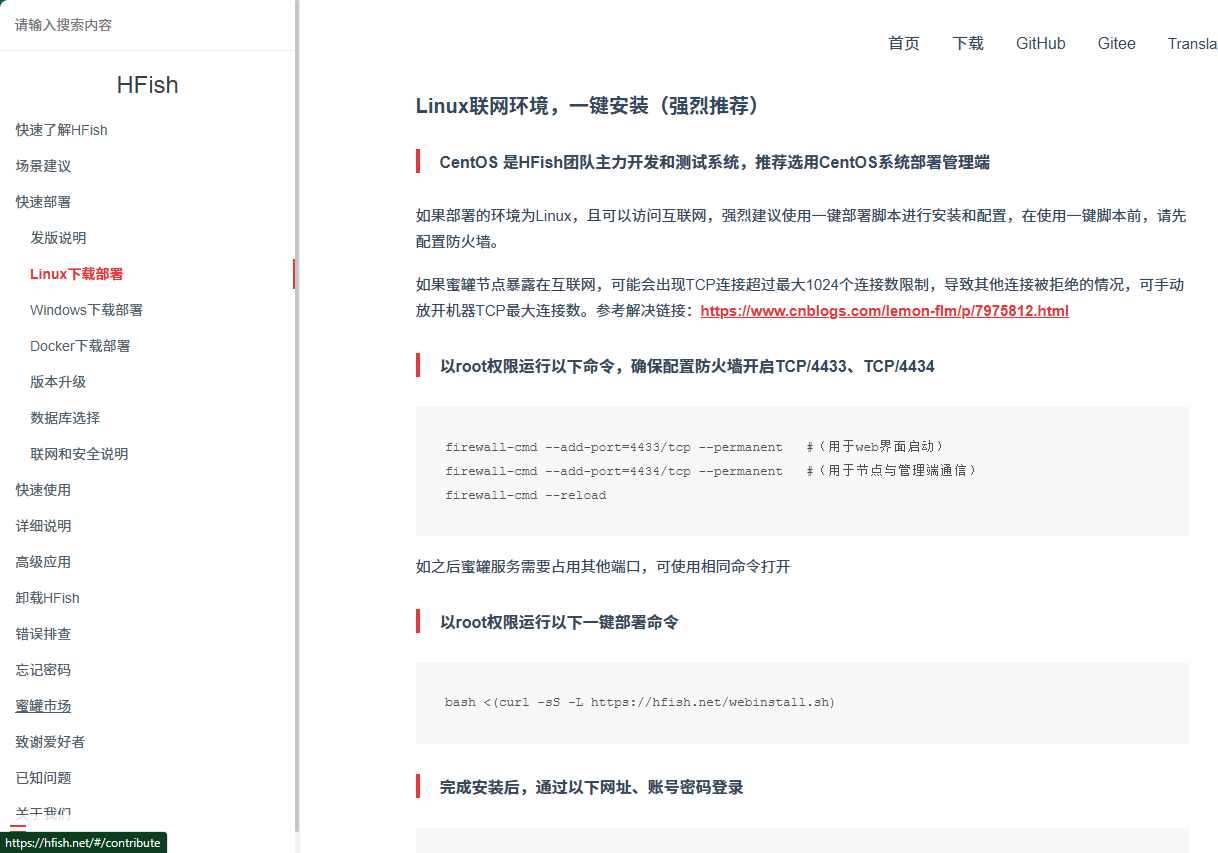 请输入搜索内容
HFish
快速了解HFish
场景建议
快速部署
发版说明
Linux下载部署
Windows下载部署
Docker下载部署
版本升级
数据库选择
联网和安全说明
快速使用
详细说明
高级应用
卸载HFish
错误排查
忘记密码
蜜罐市场
致谢爱好者
已知问题
关于我们
https://hfish.net/#/contribute
首页 下载 GitHub Gitee Transla
Linux联网环境，一键安装（强烈推荐）
CentOS 是HFish团队主力开发和测试系统，推荐选用CentOS系统部署管理端
如果部署的环境为Linux，且可以访问互联网，强烈建议使用一键部署脚本进行安装和配置，在使用一键脚本前，请先
配置防火墙。
如果蜜罐节点暴露在互联网，可能会出现TCP连接超过最大1024个连接数限制，导致其他连接被拒绝的情况，可手动
放开机器TCP最大连接数。参考解决链接：https://www.cnblogs.com/lemon-flm/p/7975812.html
以root权限运行以下命令，确保配置防火墙开启TCP/4433、TCP/4434
firewall-cmd --add-port=4433/tcp --permanent #（用于web界面启动）
firewall-cmd --add-port=4434/tcp --permanent #（用于节点与管理端通信）
firewall-cmd --reload
如之后蜜罐服务需要占用其他端口，可使用相同命令打开
以root权限运行以下一键部署命令
bash <(curl -sS -L https://hfish.net/webinstall.sh)
完成安装后，通过以下网址、账号密码登录